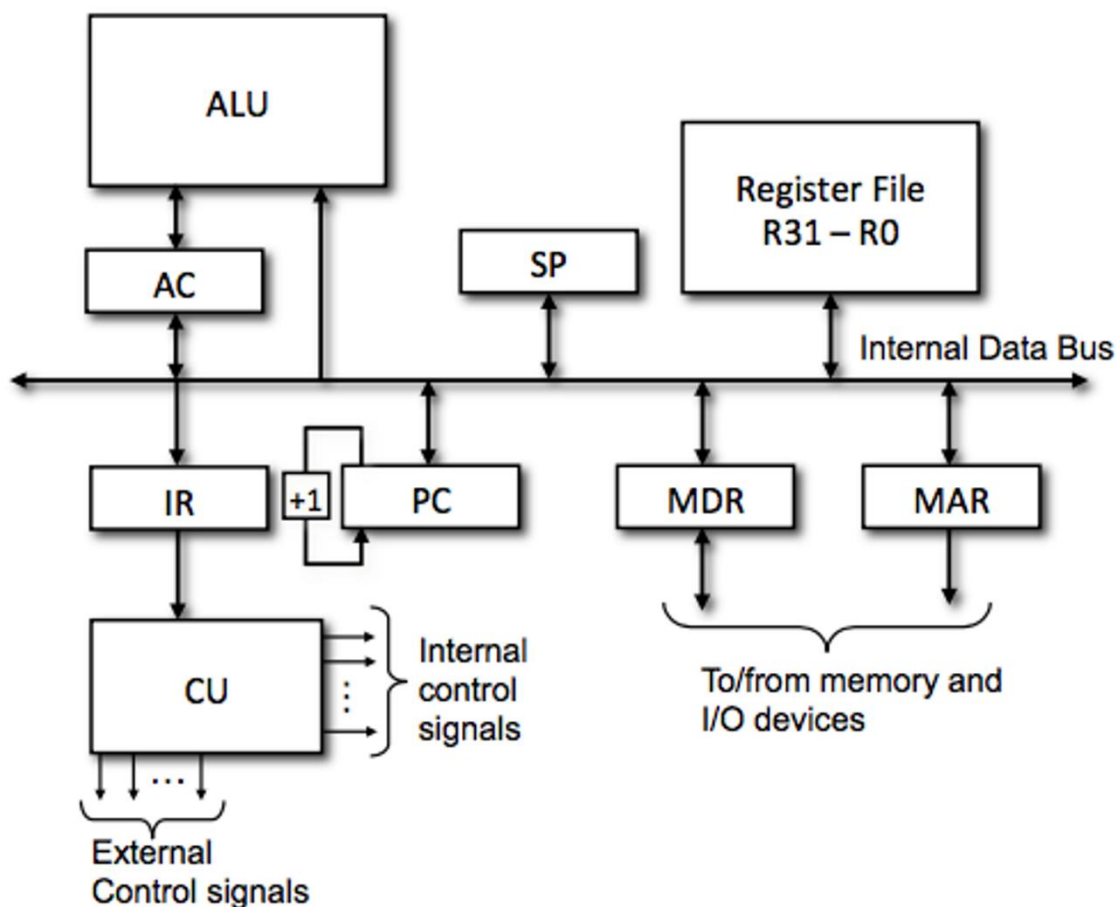 ALU
Register File
R31 – R0
SP
AC
Internal Data Bus
IR
+1
PC
MDR
MAR
CU
...
Internal
control
signals
To/from memory and
I/O devices
...
External
Control signals